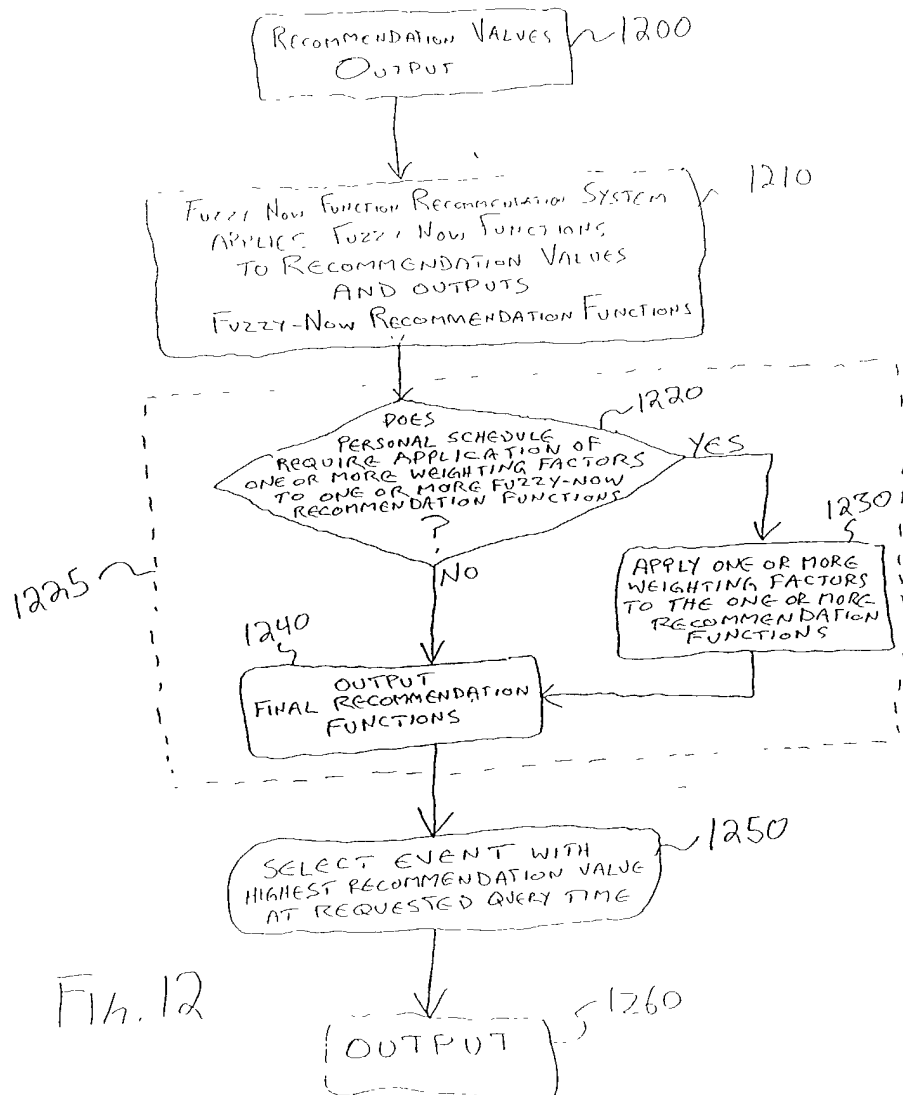 RECOMMENDATION VALUES
OUTPUT
1200
FUZZY NOW FUNCTION RECOMMENDATION SYSTEM
APPLIES FUZZY NOW FUNCTIONS
TO RECOMMENDATION VALUES
AND OUTPUTS
FUZZY-NOW RECOMMENDATION FUNCTIONS
1210
DOES
PERSONAL SCHEDULE
REQUIRE APPLICATION OF
ONE OR MORE WEIGHTING FACTORS
TO ONE OR MORE FUZZY-NOW
RECOMMENDATION FUNCTIONS
?
1220
YES
NO
1225
1230
APPLY ONE OR MORE
WEIGHTING FACTORS
TO THE ONE OR MORE
RECOMMENDATION
FUNCTIONS
1240
OUTPUT
FINAL RECOMMENDATION
FUNCTIONS
SELECT EVENT WITH
HIGHEST RECOMMENDATION VALUE
AT REQUESTED QUERY TIME
1250
FIG. 12
OUTPUT
1260